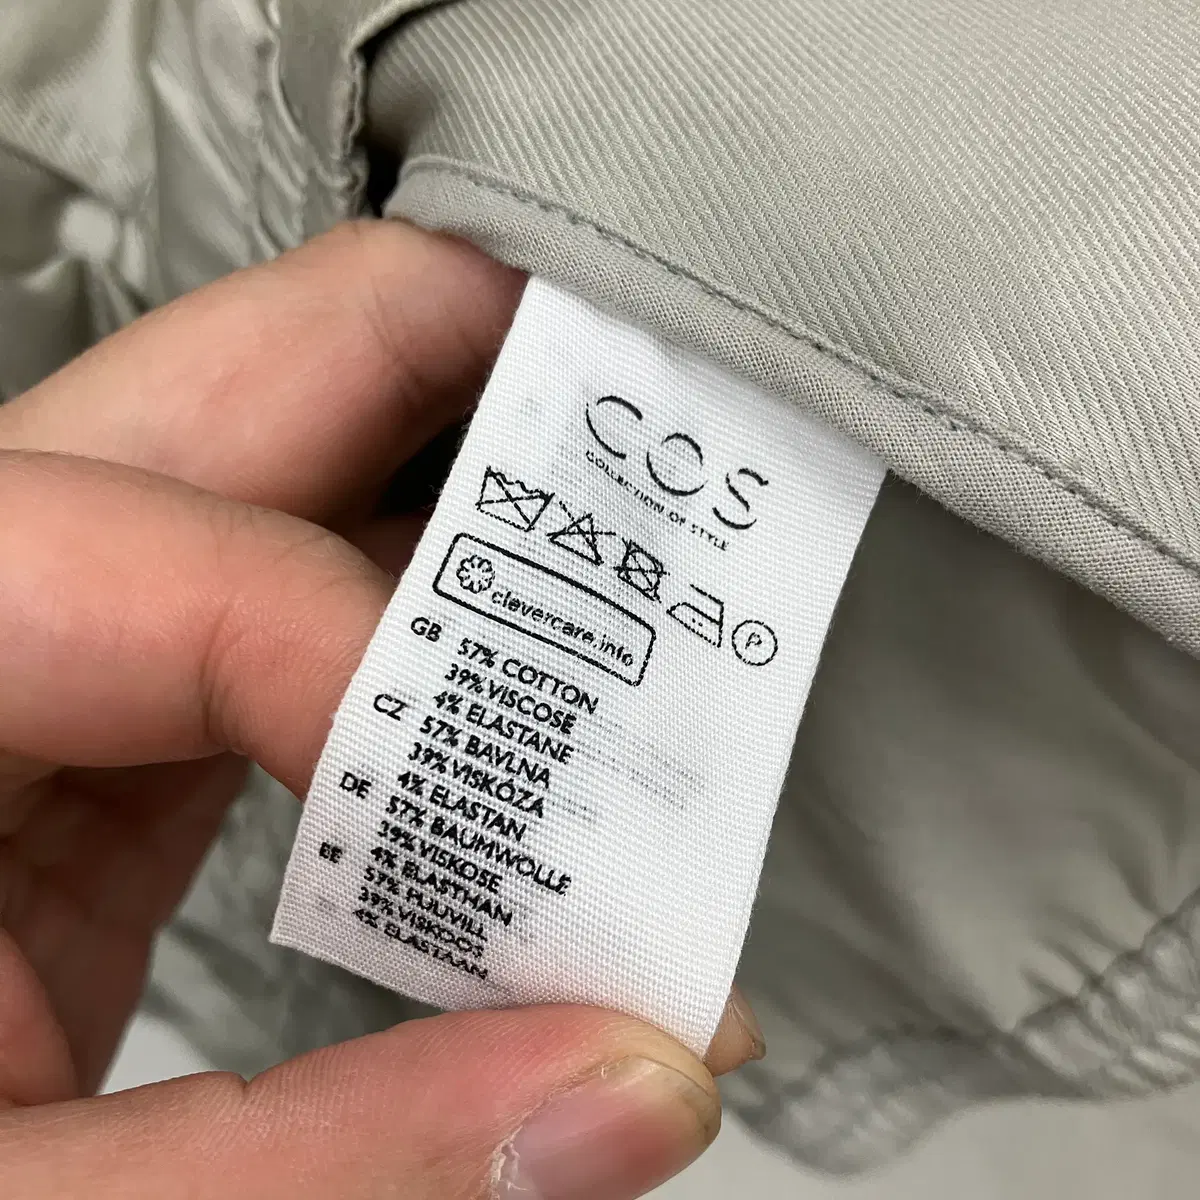 COS
COLLECTION OF STYLE
P
clevercare.info
GB 57% COTTON
39% VISCOSE
4% ELASTANE
CZ 57% BAVLNA
39% VISKÓZA
4% ELASTAN
DE 57% BAUMWOLLE
39% VISKOSE
4% ELASTHAN
EE 57% PUUVILL
39% VISKOOS
4% ELASTAAN